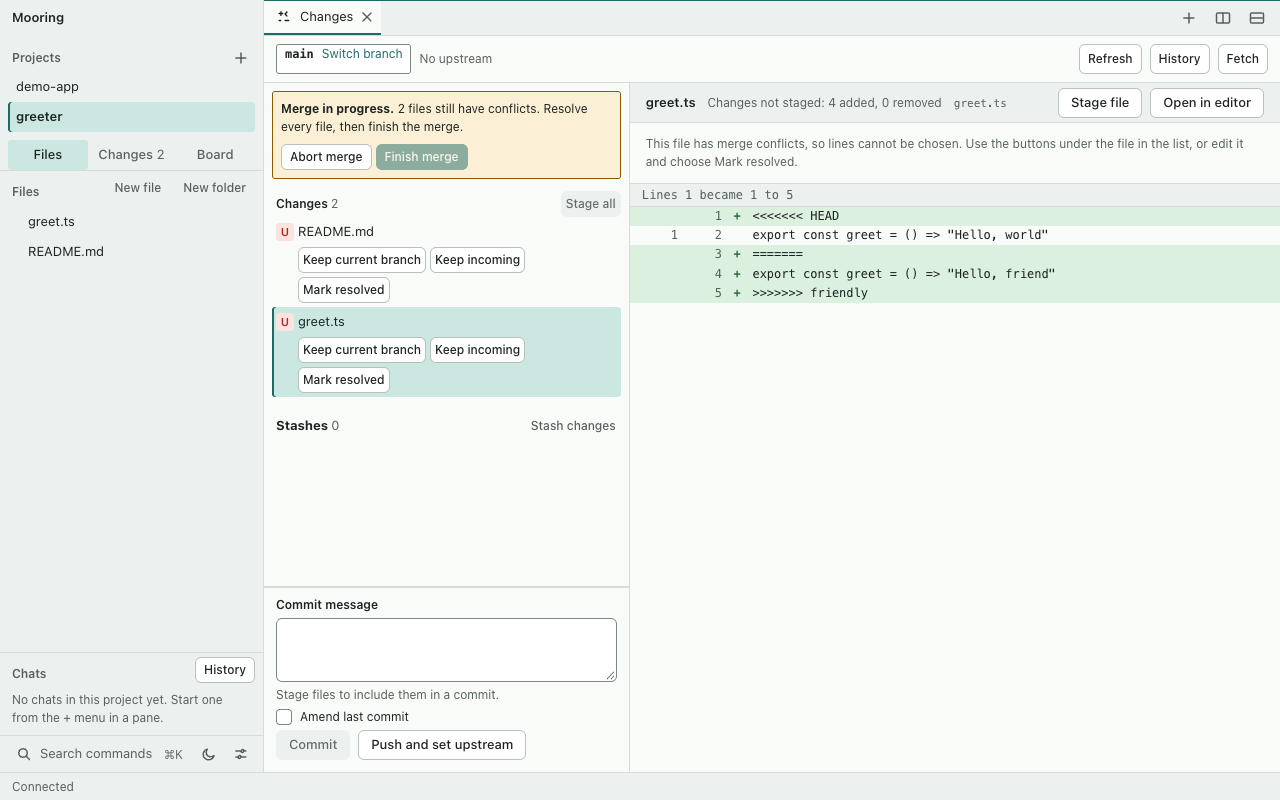 Mooring
Projects
demo-app
greeter
Files
Changes 2
Board
Files
New file
New folder
greet.ts
README.md
Chats
History
No chats in this project yet. Start one
from the + menu in a pane.
Search commands ⌘K
Connected
Changes
main Switch branch
No upstream
Refresh
History
Fetch
Merge in progress. 2 files still have conflicts. Resolve
every file, then finish the merge.
Abort merge
Finish merge
Changes 2
Stage all
U README.md
Keep current branch
Keep incoming
Mark resolved
U greet.ts
Keep current branch
Keep incoming
Mark resolved
Stashes 0
Stash changes
Commit message
Stage files to include them in a commit.
Amend last commit
Commit
Push and set upstream
greet.ts Changes not staged: 4 added, 0 removed greet.ts
Stage file
Open in editor
This file has merge conflicts, so lines cannot be chosen. Use the buttons under the file in the list, or edit it
and choose Mark resolved.
Lines 1 became 1 to 5
1 + <<<<<<< HEAD
1 2 export const greet = () => "Hello, world"
3 + =======
4 + export const greet = () => "Hello, friend"
5 + >>>>>>> friendly